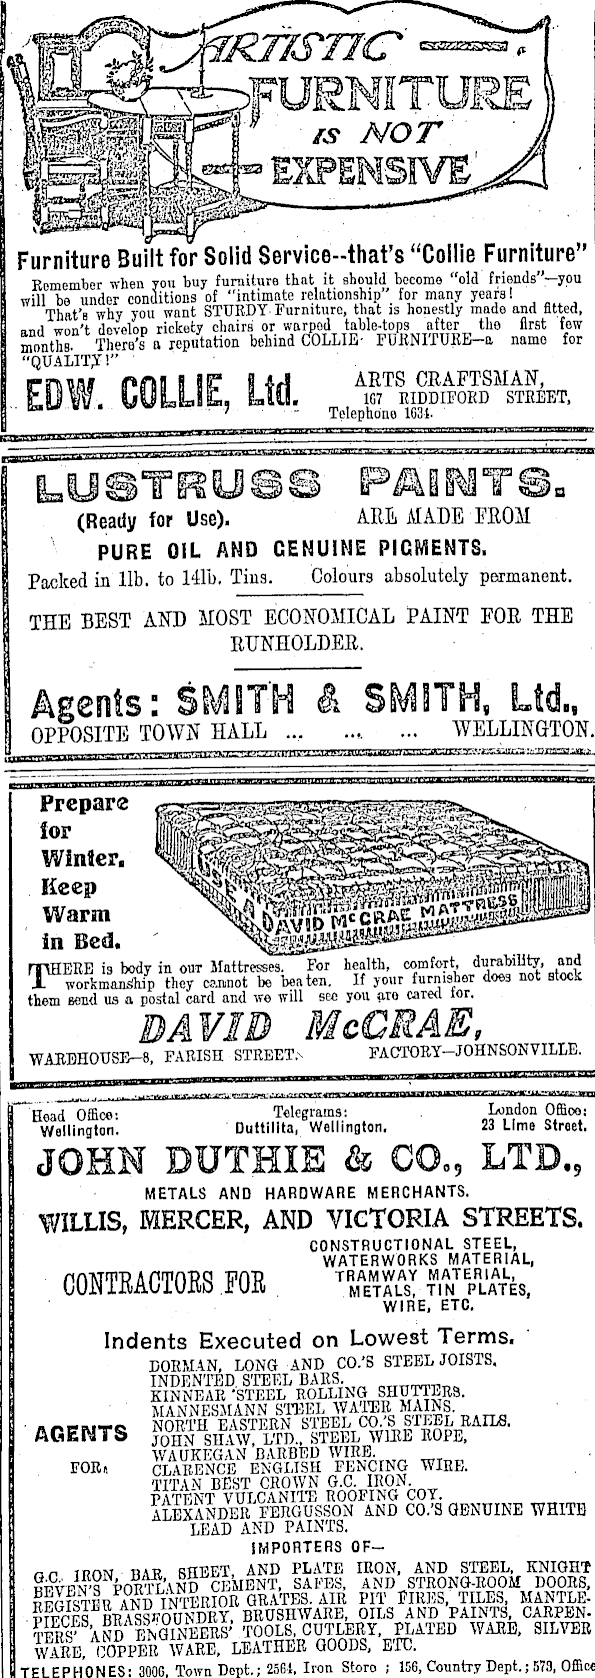 ARTISTIC
FURNITURE
IS NOT
EXPENSIVE
Furniture Built for Solid Service--that's "Collie Furniture"
Remember when you buy furniture that it should become "old friends"—you
will be under conditions of "intimate relationship" for many years!
That's why you want STURDY Furniture, that is honestly made and fitted,
and won't develop rickety chairs or warped table-tops after the first few
months. There's a reputation behind COLLIE FURNITURE—a name for
"QUALITY!"
EDW. COLLIE, Ltd.
ARTS CRAFTSMAN,
167 RIDDIFORD STREET,
Telephone 1634.
LUSTRUSS PAINTS.
(Ready for Use). ARE MADE FROM
PURE OIL AND GENUINE PIGMENTS.
Packed in 1lb. to 14lb. Tins. Colours absolutely permanent.
THE BEST AND MOST ECONOMICAL PAINT FOR THE
RUNHOLDER.
Agents: SMITH & SMITH, Ltd.,
OPPOSITE TOWN HALL ... ... ... WELLINGTON.
Prepare
for
Winter.
Keep
Warm
in Bed.
USE A DAVID McCRAE MATTRESS
THERE is body in our Mattresses. For health, comfort, durability, and
workmanship they cannot be beaten. If your furnisher does not stock
them send us a postal card and we will see you are cared for.
DAVID McCRAE,
WAREHOUSE—8, FARISH STREET. FACTORY—JOHNSONVILLE.
Head Office: Telegrams: London Office:
Wellington. Duttilita, Wellington. 23 Lime Street.
JOHN DUTHIE & CO., LTD.,
METALS AND HARDWARE MERCHANTS.
WILLIS, MERCER, AND VICTORIA STREETS.
CONTRACTORS FOR
CONSTRUCTIONAL STEEL,
WATERWORKS MATERIAL,
TRAMWAY MATERIAL,
METALS, TIN PLATES,
WIRE, ETC.
Indents Executed on Lowest Terms.
AGENTS
FOR
DORMAN, LONG AND CO.'S STEEL JOISTS.
INDENTED STEEL BARS.
KINNEAR STEEL ROLLING SHUTTERS.
MANNESMANN STEEL WATER MAINS.
NORTH EASTERN STEEL CO.'S STEEL RAILS.
JOHN SHAW, LTD., STEEL WIRE ROPE,
WAUKEGAN BARBED WIRE.
CLARENCE ENGLISH FENCING WIRE.
TITAN BEST CROWN G.C. IRON.
PATENT VULCANITE ROOFING COY.
ALEXANDER FERGUSSON AND CO.'S GENUINE WHITE
LEAD AND PAINTS.
IMPORTERS OF—
G.C. IRON, BAR, SHEET, AND PLATE IRON, AND STEEL, KNIGHT
BEVEN'S PORTLAND CEMENT, SAFES, AND STRONG-ROOM DOORS,
REGISTER AND INTERIOR GRATES. AIR PIT FIRES, TILES, MANTLE-
PIECES, BRASSFOUNDRY, BRUSHWARE, OILS AND PAINTS, CARPEN-
TERS' AND ENGINEERS' TOOLS, CUTLERY, PLATED WARE, SILVER
WARE, COPPER WARE, LEATHER GOODS, ETC.
TELEPHONES: 3006, Town Dept.; 2564, Iron Store ; 156, Country Dept.; 573, Office